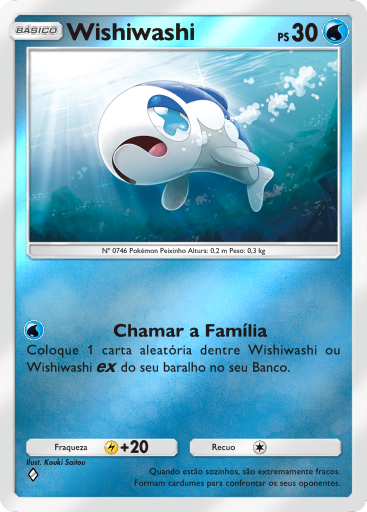 BÁSICO Wishiwashi PS 30
Nº 0746 Pokémon Peixinho Altura: 0,2 m Peso: 0,3 kg
Chamar a Família
Coloque 1 carta aleatória dentre Wishiwashi ou
Wishiwashi ex do seu baralho no seu Banco.
Fraqueza +20 Recuo
Ilust. Kouki Saitou
Quando estão sozinhos, são extremamente fracos.
Formam cardumes para confrontar os seus oponentes.